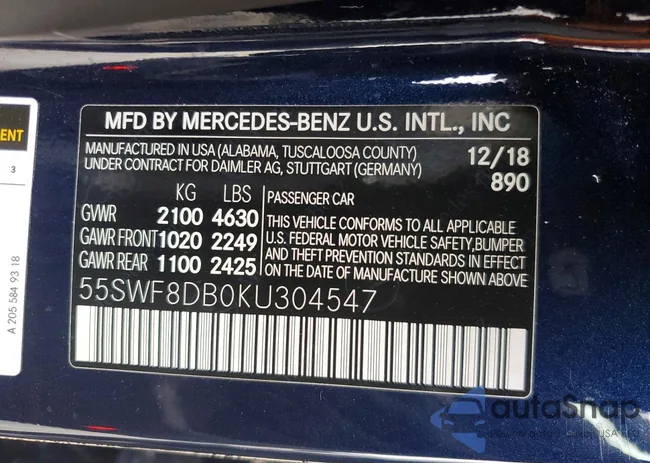 MFD BY MERCEDES-BENZ U.S. INTL., INC
MANUFACTURED IN USA (ALABAMA, TUSCALOOSA COUNTY) 12/18
UNDER CONTRACT FOR DAIMLER AG, STUTTGART (GERMANY) 890
KG LBS PASSENGER CAR
GVWR 2100 4630
GAWR FRONT 1020 2249
GAWR REAR 1100 2425
THIS VEHICLE CONFORMS TO ALL APPLICABLE
U.S. FEDERAL MOTOR VEHICLE SAFETY, BUMPER
AND THEFT PREVENTION STANDARDS IN EFFECT
ON THE DATE OF MANUFACTURE SHOWN ABOVE
55SWF8DB0KU304547
ENT
3
A 205 584 93 18
autoSnap